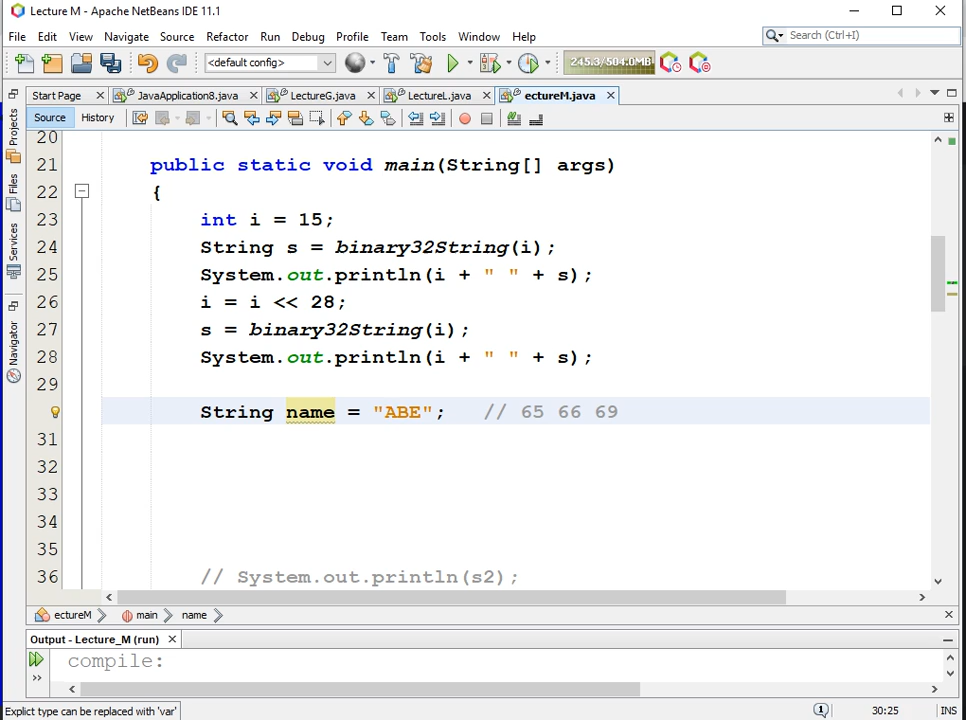 Lecture M - Apache NetBeans IDE 11.1
File Edit View Navigate Source Refactor Run Debug Profile Team Tools Window Help
Search (Ctrl+I)
<default config>
245.3/504.0MB
Start Page
JavaApplication8.java
LectureG.java
LectureL.java
ectureM.java
Source History
Projects
Files
Services
Navigator
20
21 public static void main(String[] args)
22 {
23 int i = 15;
24 String s = binary32String(i);
25 System.out.println(i + " " + s);
26 i = i << 28;
27 s = binary32String(i);
28 System.out.println(i + " " + s);
29
String name = "ABE"; // 65 66 69
31
32
33
34
35
36 // System.out.println(s2);
ectureM main name
Output - Lecture_M (run)
compile:
Explict type can be replaced with 'var'
1
30:25
INS